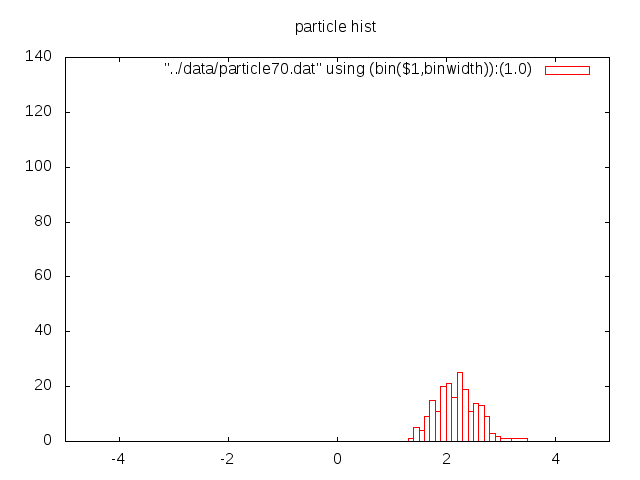 particle hist
"../data/particle70.dat" using (bin($1,binwidth)):(1.0)
140
120
100
80
60
40
20
0
-4 -2 0 2 4